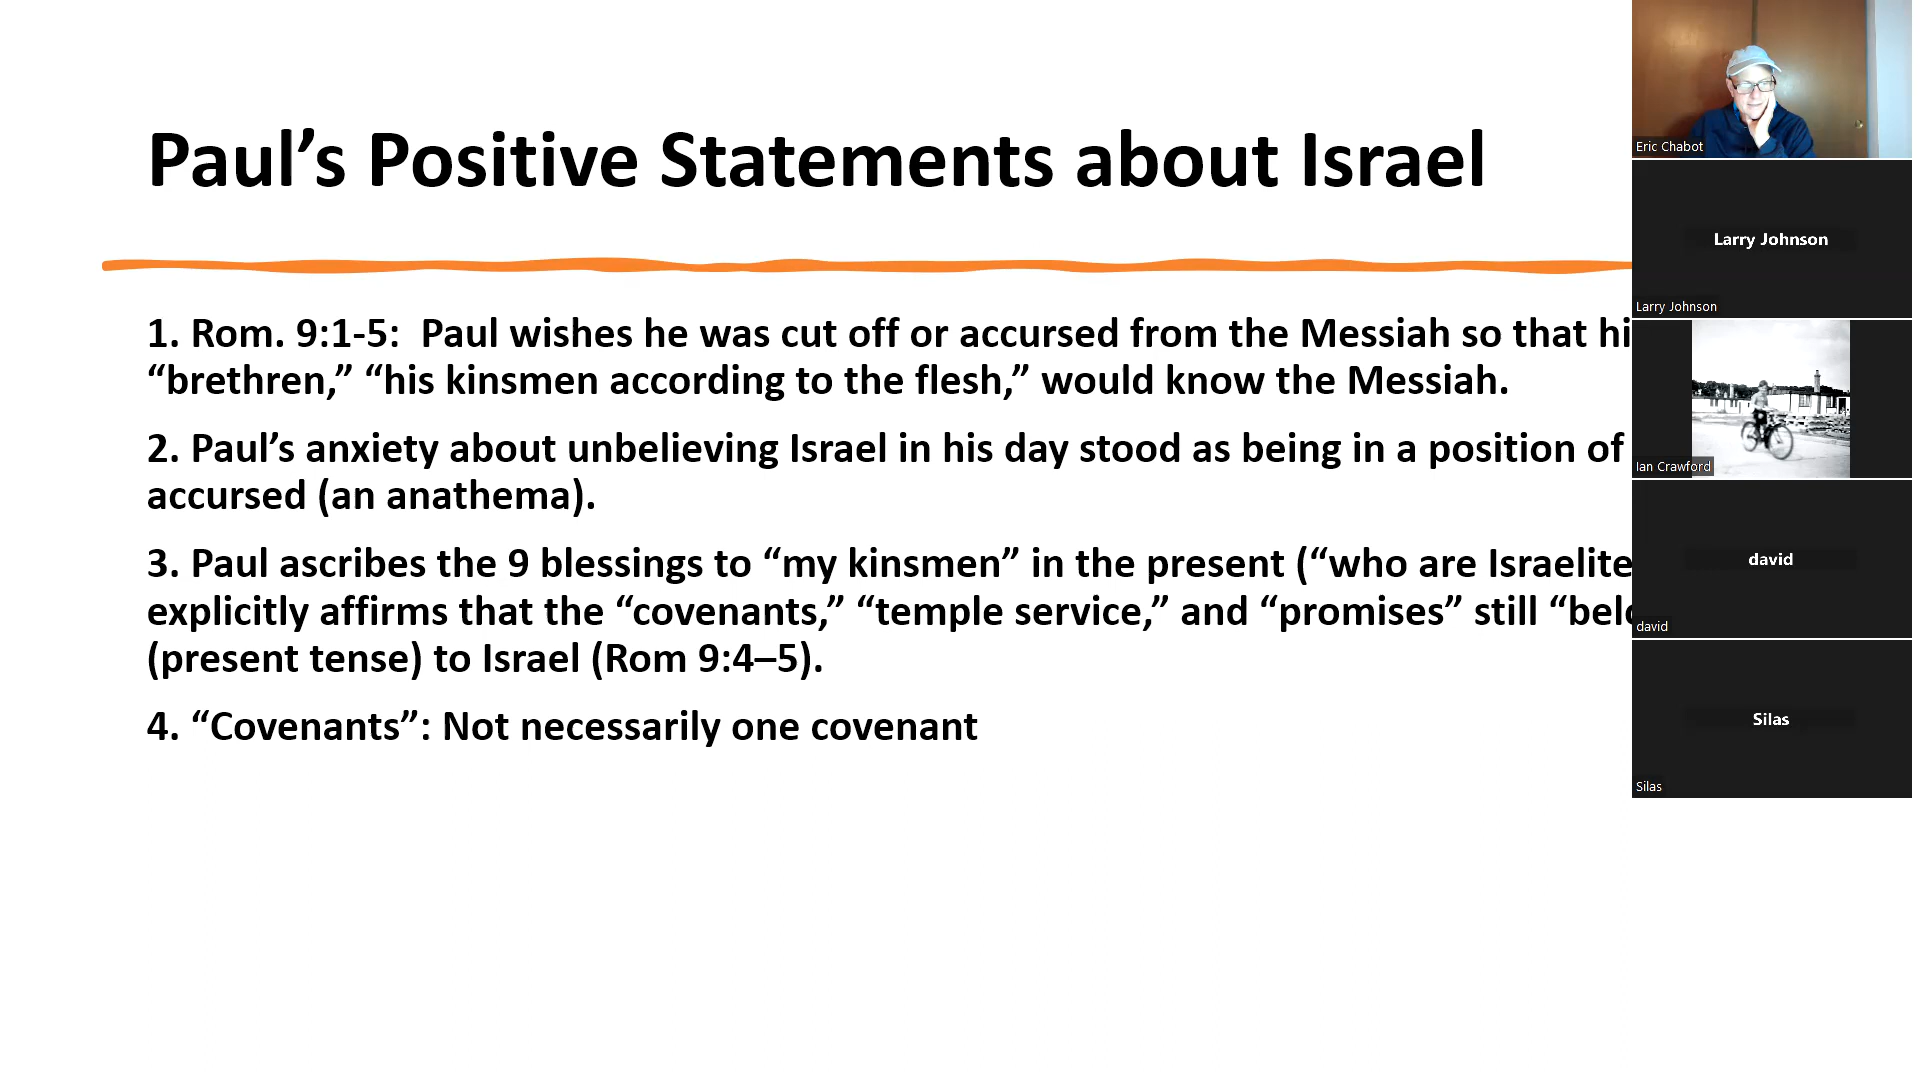 Paul’s Positive Statements about Israel
1. Rom. 9:1-5:  Paul wishes he was cut off or accursed from the Messiah so that
“brethren,” “his kinsmen according to the flesh,” would know the Messiah.
2. Paul’s anxiety about unbelieving Israel in his day stood as being in a position of
accursed (an anathema).
3. Paul ascribes the 9 blessings to “my kinsmen” in the present (“who are
explicitly affirms that the “covenants,” “temple service,” and “promises” still
(present tense) to Israel (Rom 9:4–5).
4. “Covenants”: Not necessarily one covenant
Eric Chabot
Larry Johnson
Larry Johnson
Ian Crawford
david
david
Silas
Silas